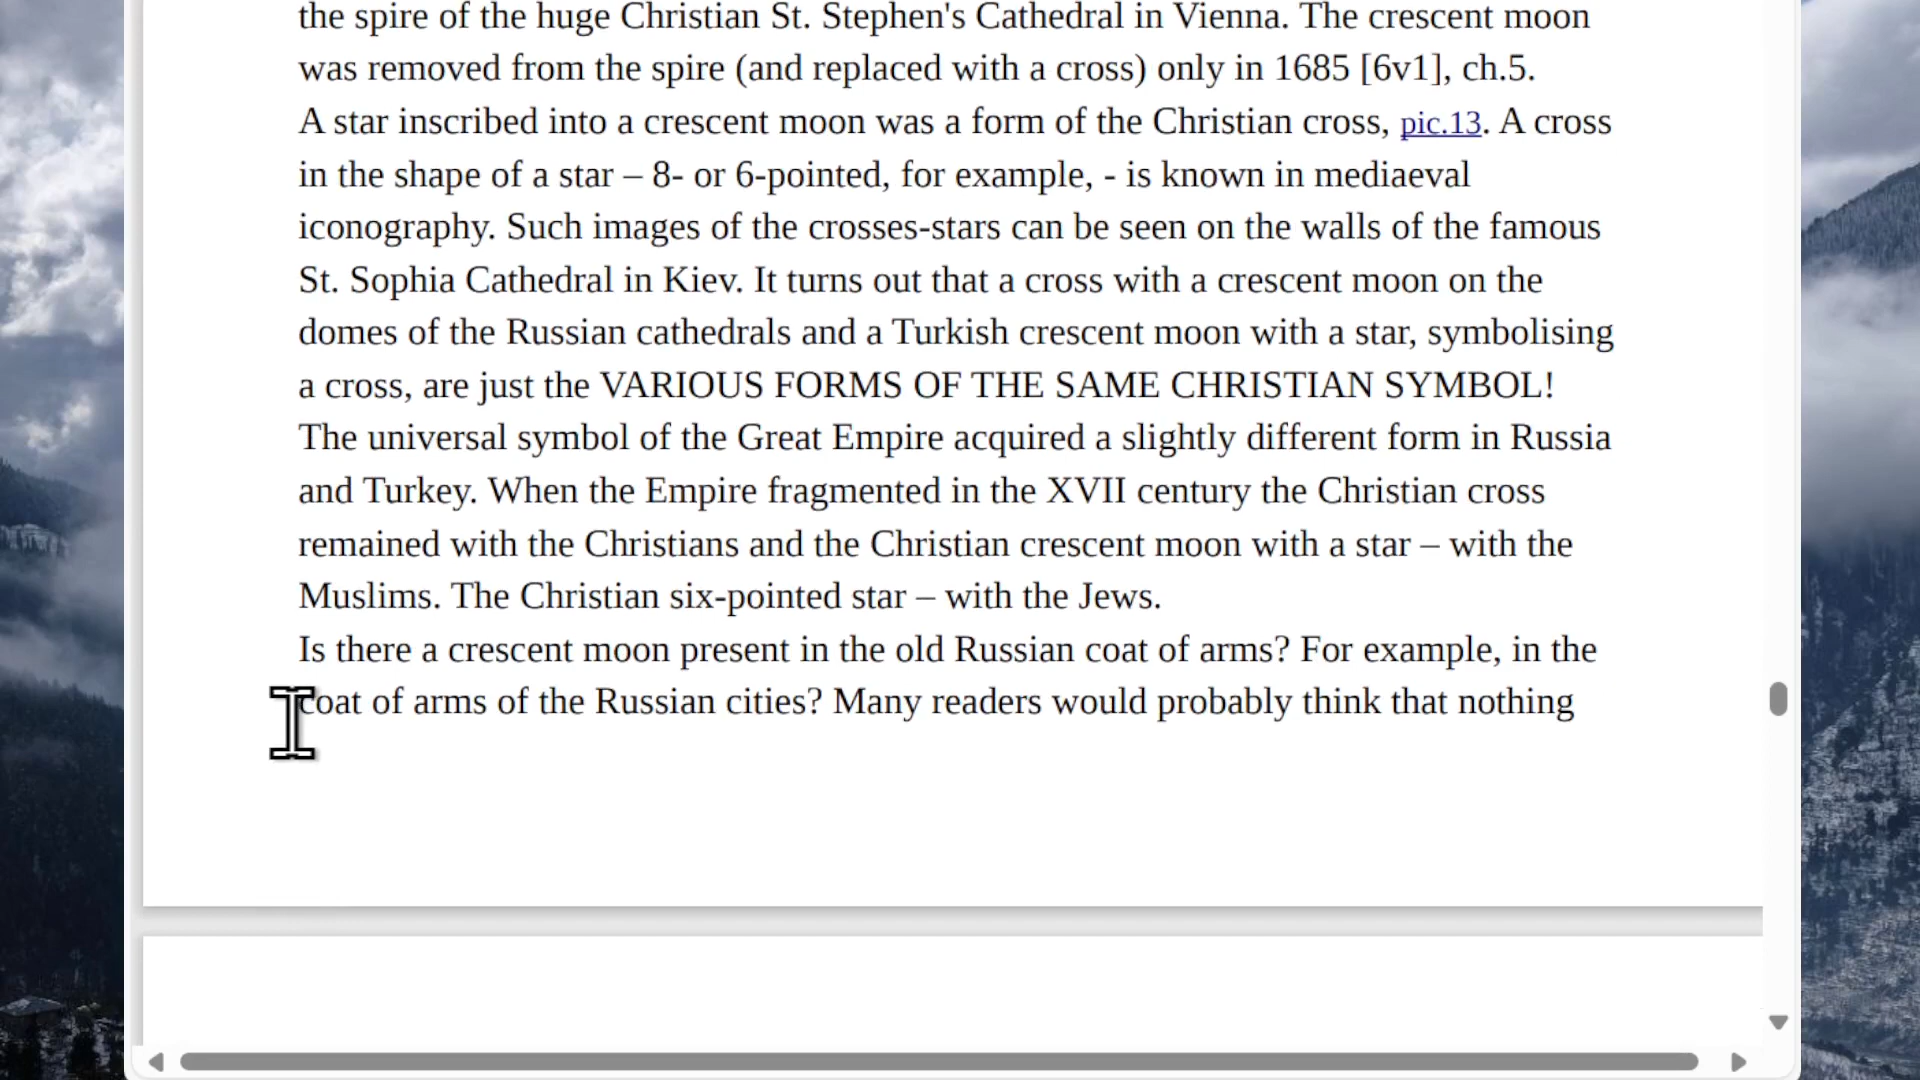 the spire of the huge Christian St. Stephen's Cathedral in Vienna. The crescent moon
was removed from the spire (and replaced with a cross) only in 1685 [6v1], ch.5.
A star inscribed into a crescent moon was a form of the Christian cross, pic.13. A cross
in the shape of a star – 8- or 6-pointed, for example, - is known in mediaeval
iconography. Such images of the crosses-stars can be seen on the walls of the famous
St. Sophia Cathedral in Kiev. It turns out that a cross with a crescent moon on the
domes of the Russian cathedrals and a Turkish crescent moon with a star, symbolising
a cross, are just the VARIOUS FORMS OF THE SAME CHRISTIAN SYMBOL!
The universal symbol of the Great Empire acquired a slightly different form in Russia
and Turkey. When the Empire fragmented in the XVII century the Christian cross
remained with the Christians and the Christian crescent moon with a star – with the
Muslims. The Christian six-pointed star – with the Jews.
Is there a crescent moon present in the old Russian coat of arms? For example, in the
coat of arms of the Russian cities? Many readers would probably think that nothing